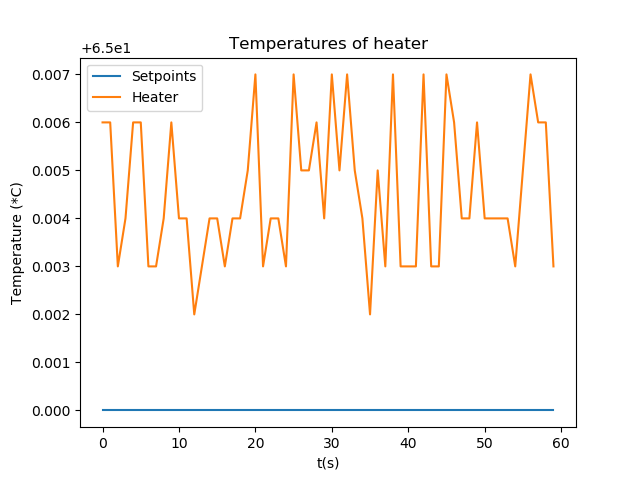 Temperatures of heater
+6.5e1
Setpoints
Heater
0.007
0.006
0.005
0.004
0.003
0.002
0.001
0.000
Temperature (*C)
0 10 20 30 40 50 60
t(s)